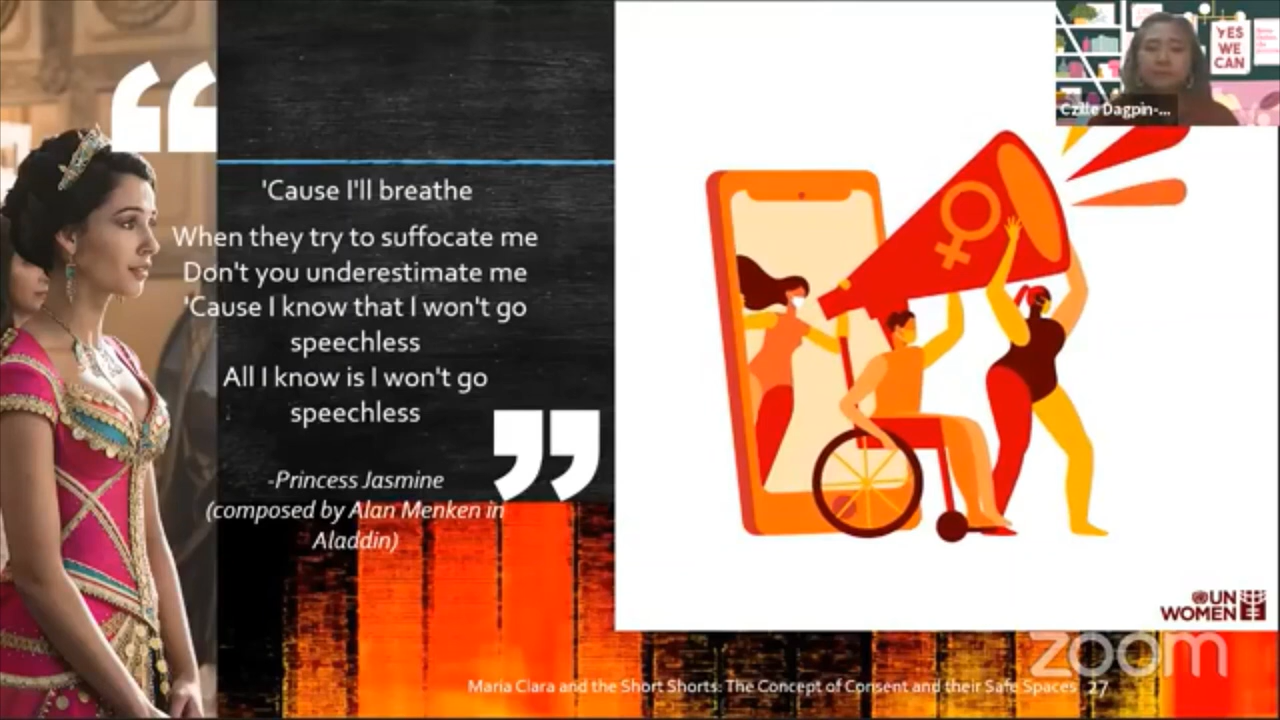 'Cause I'll breathe
When they try to suffocate me
Don't you underestimate me
'Cause I know that I won't go
speechless
All I know is I won't go
speechless
-Princess Jasmine
(composed by Alan Menken in
Aladdin)
YES
WE
CAN
Czille Dagpin-...
UN
WOMEN
zoom
Maria Clara and the Short Shorts: The Concept of Consent and their Safe Spaces 27